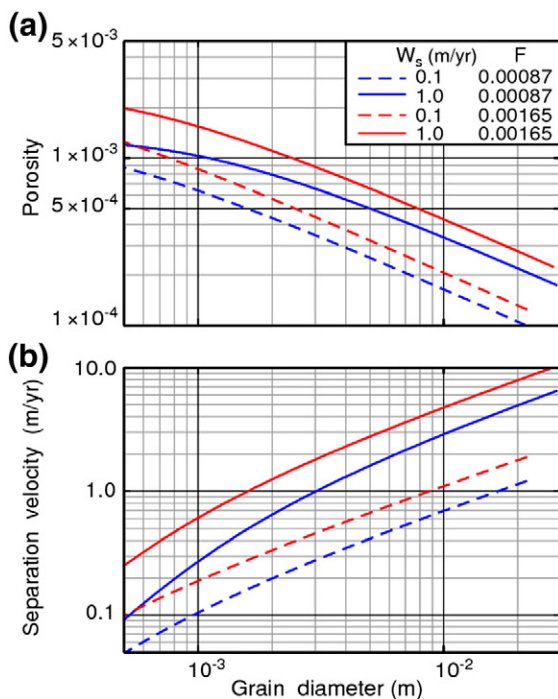 (a)
5×10⁻³
1×10⁻³
5×10⁻⁴
1×10⁻⁴
Porosity
Wₛ (m/yr) F
0.1 0.00087
1.0 0.00087
0.1 0.00165
1.0 0.00165
(b)
10.0
1.0
0.1
Separation velocity (m/yr)
10⁻³ 10⁻²
Grain diameter (m)